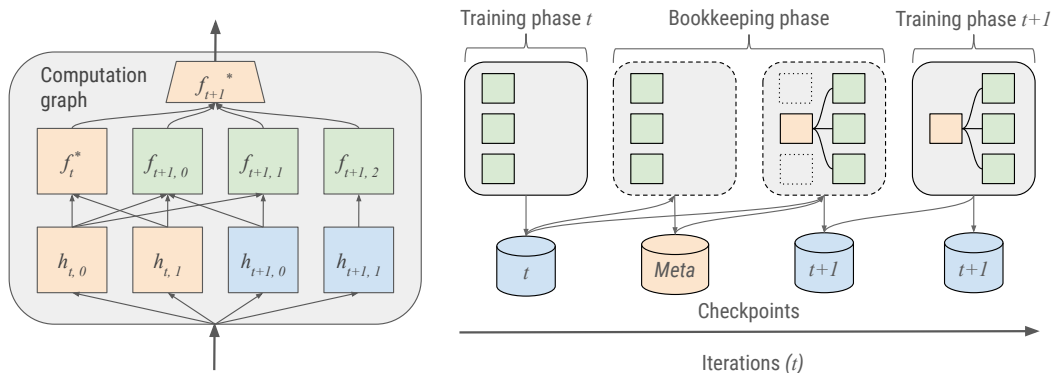 Computation
graph
f_{t+1}^*
f_t^*
f_{t+1, 0}
f_{t+1, 1}
f_{t+1, 2}
h_{t, 0}
h_{t, 1}
h_{t+1, 0}
h_{t+1, 1}
Training phase t
Bookkeeping phase
Training phase t+1
t
Meta
t+1
t+1
Checkpoints
Iterations (t)